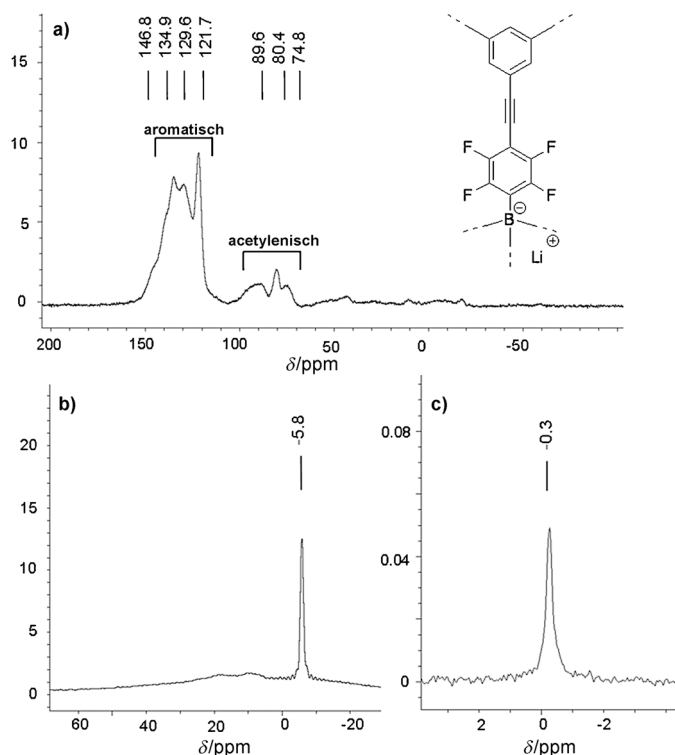 a)
146.8
134.9
129.6
121.7
89.6
80.4
74.8
aromatisch
acetylenisch
15
10
5
0
200 150 100 50 0 -50
δ/ppm
F F
F F
B ⊖
Li ⊕
b)
-5.8
20
15
10
5
0
60 40 20 0 -20
δ/ppm
c)
-0.3
0.08
0.04
0
2 0 -2
δ/ppm